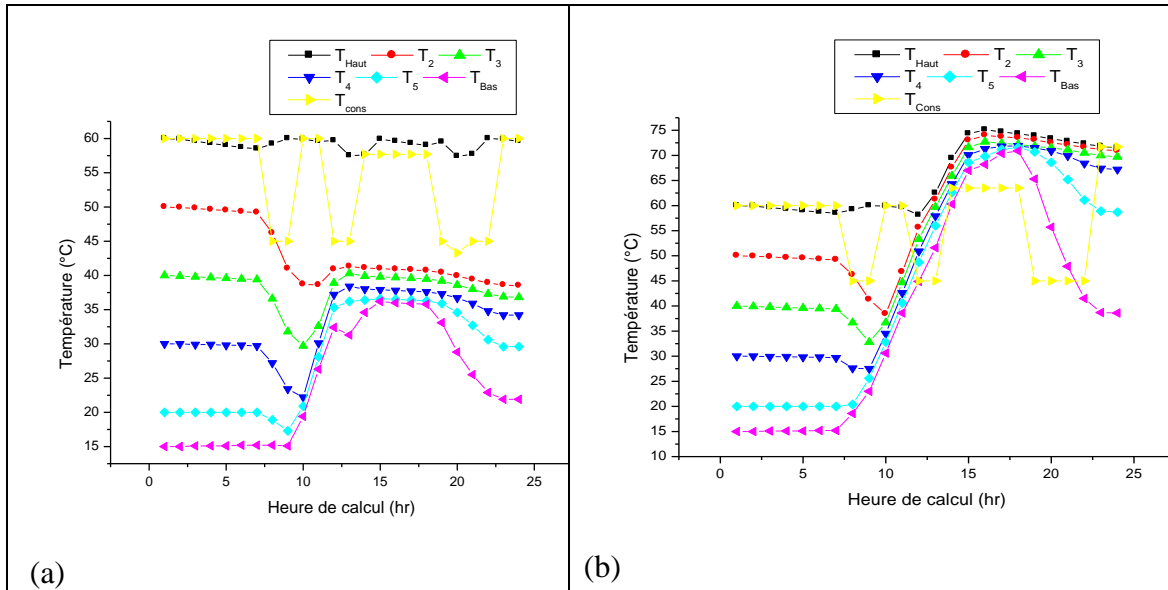 T_Haut T_2 T_3
T_4 T_5 T_Bas
T_cons
60
55
50
45
40
35
30
25
20
15
Température (°C)
0 5 10 15 20 25
Heure de calcul (hr)
(a)
T_Haut T_2 T_3
T_4 T_5 T_Bas
T_Cons
75
70
65
60
55
50
45
40
35
30
25
20
15
10
Température (°C)
0 5 10 15 20 25
Heure de calcul (hr)
(b)